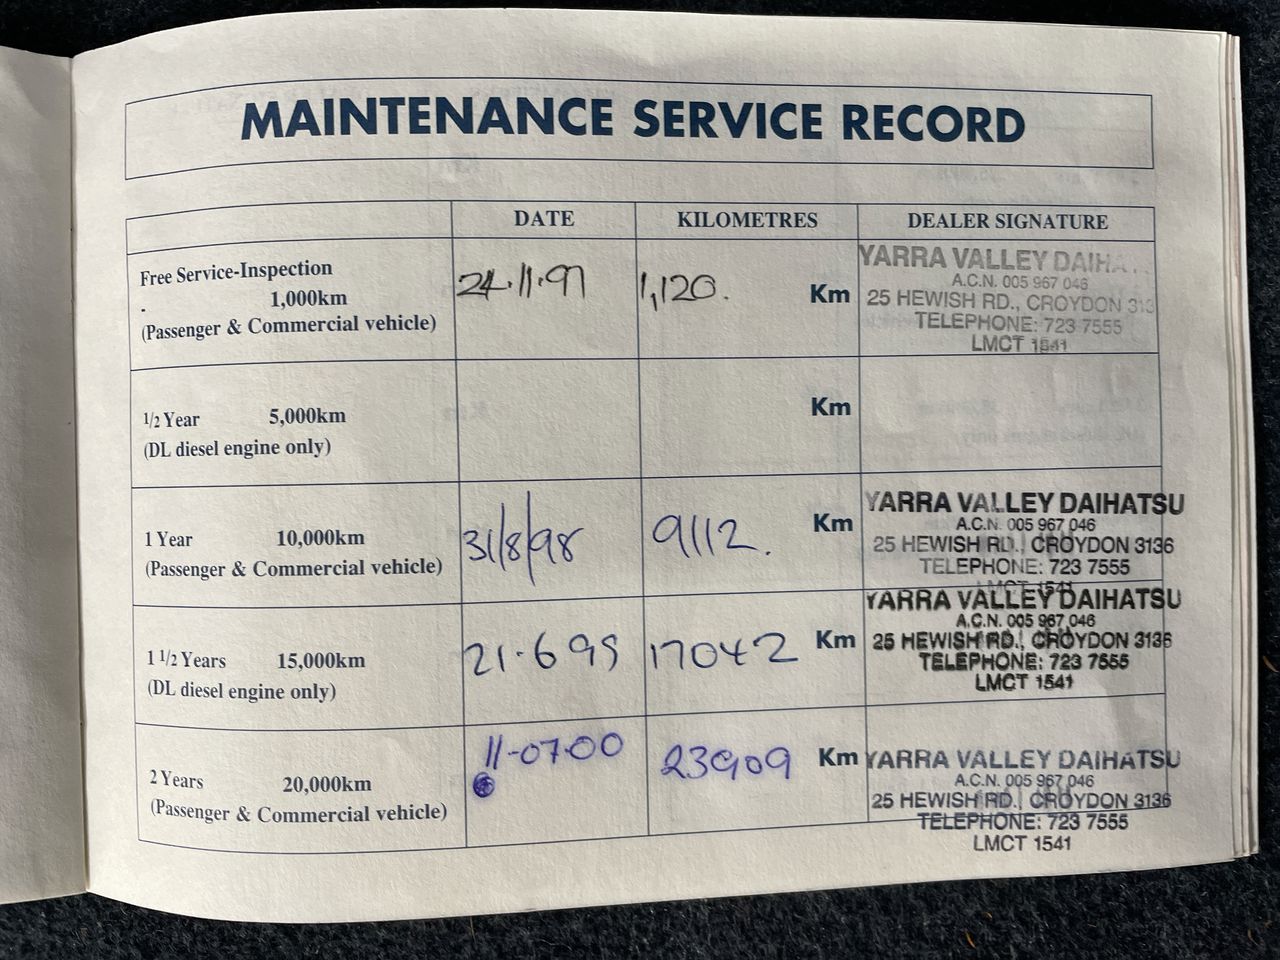 MAINTENANCE SERVICE RECORD
DATE KILOMETRES DEALER SIGNATURE
Free Service-Inspection
1,000km
(Passenger & Commercial vehicle)
24.11.97
1,120. Km
YARRA VALLEY DAIHA
A.C.N. 005 967 046
25 HEWISH RD., CROYDON 313
TELEPHONE: 723 7555
LMCT 1541
1/2 Year 5,000km
(DL diesel engine only)
Km
1 Year 10,000km
(Passenger & Commercial vehicle)
31/8/98
9112. Km
YARRA VALLEY DAIHATSU
A.C.N. 005 967 046
25 HEWISH RD., CROYDON 3136
TELEPHONE: 723 7555
LMCT 1541
1 1/2 Years 15,000km
(DL diesel engine only)
21.6 99
17042 Km
YARRA VALLEY DAIHATSU
A.C.N. 005 967 046
25 HEWISH RD., CROYDON 3136
TELEPHONE: 723 7555
LMCT 1541
2 Years 20,000km
(Passenger & Commercial vehicle)
11-07-00
23909 Km
YARRA VALLEY DAIHATSU
A.C.N. 005 967 046
25 HEWISH RD., CROYDON 3136
TELEPHONE: 723 7555
LMCT 1541